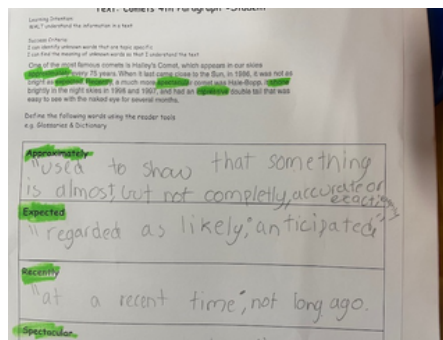 Text: Comets 4th Paragraph -Student
Learning Intention
WALT understand the information in a text
Success Criteria
I can identify unknown words that are topic specific
I can find the meaning of unknown words so that I understand the text
One of the most famous comets is Halley's Comet, which appears in our skies
approximately every 75 years. When it last came close to the Sun, in 1986, it was not as
bright as expected. Recently, a much more spectacular comet was Hale-Bopp. It shone
brightly in the night skies in 1996 and 1997, and had an double tail that was
easy to see with the naked eye for several months.
Define the following words using the reader tools
e.g. Glossaries & Dictionary
Approximately
"used to show that something
is almost, but not completly, accurate or
exact
Expected
"regarded as likely; anticipated"
Recently
"at a recent time", not long ago.
Spectacular